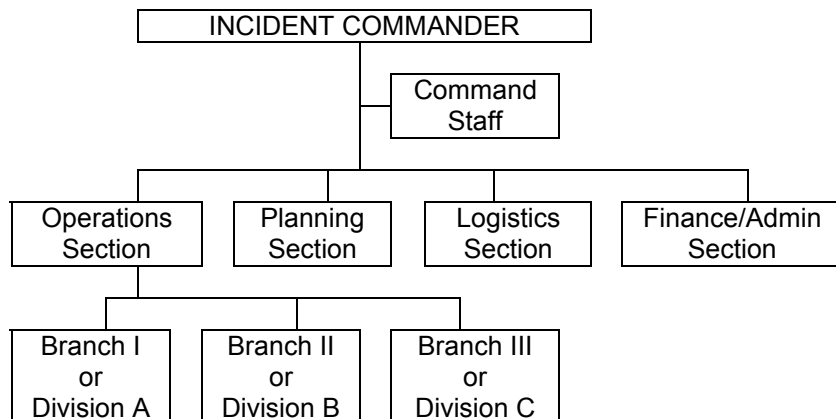 INCIDENT COMMANDER
Command
Staff
Operations
Section
Planning
Section
Logistics
Section
Finance/Admin
Section
Branch I
or
Division A
Branch II
or
Division B
Branch III
or
Division C